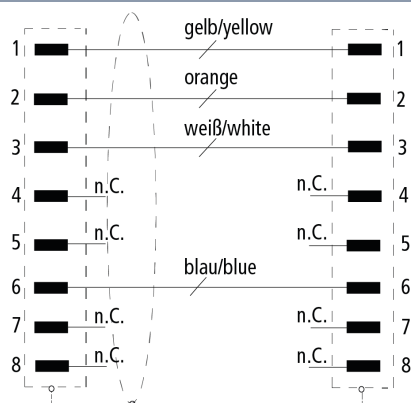 gelb/yellow
1 1
orange
2 2
weiß/white
3 3
n.C. n.C.
4 4
n.C. n.C.
5 5
blau/blue
6 6
n.C. n.C.
7 7
n.C. n.C.
8 8